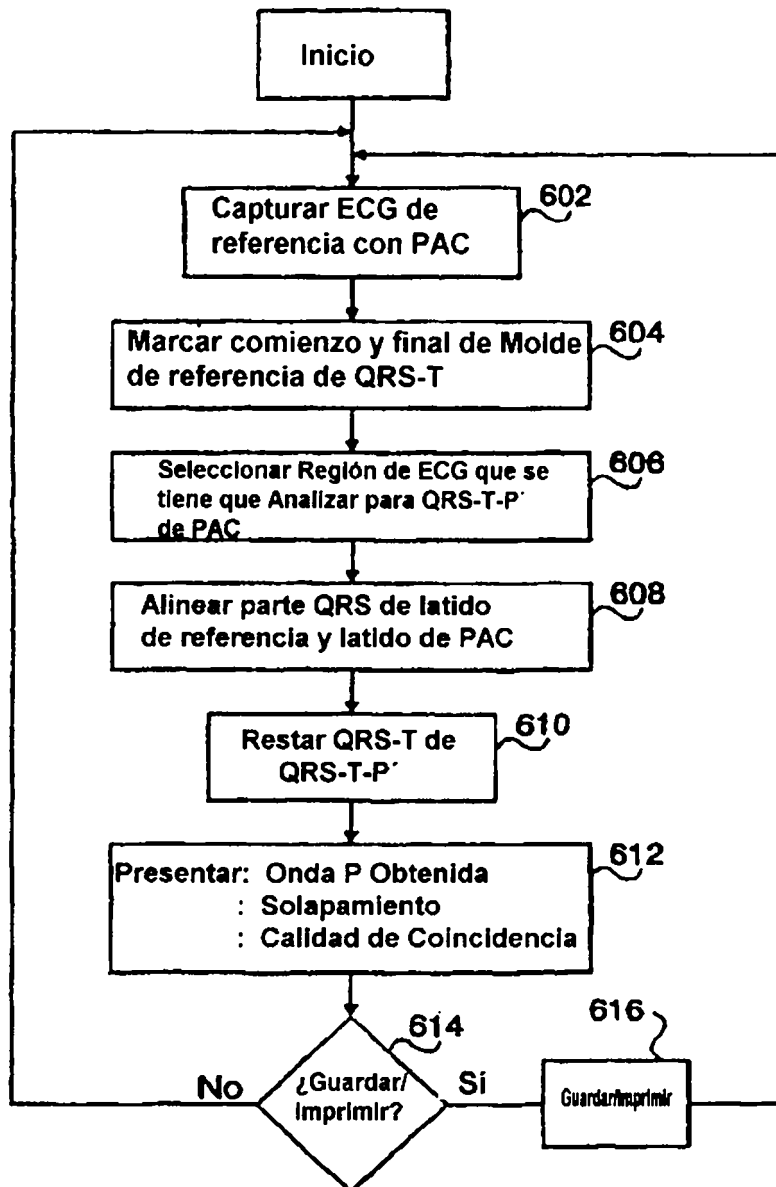 Inicio
602
Capturar ECG de
referencia con PAC
604
Marcar comienzo y final de Molde
de referencia de QRS-T
606
Seleccionar Región de ECG que se
tiene que Analizar para QRS-T-P´
de PAC
608
Alinear parte QRS de latido
de referencia y latido de PAC
610
Restar QRS-T de
QRS-T-P´
612
Presentar: Onda P Obtenida
: Solapamiento
: Calidad de Coincidencia
614
616
No
¿Guardar/
Imprimir?
Sí
Guardar/Imprimir